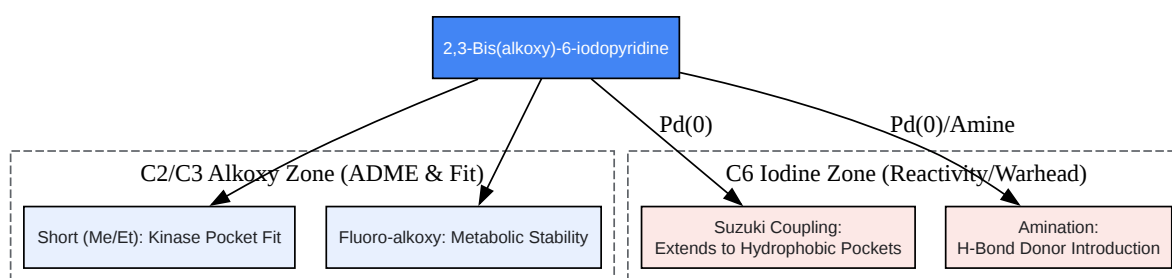 2,3-Bis(alkoxy)-6-iodopyridine
Pd(0)
Pd(0)/Amine
C2/C3 Alkoxy Zone (ADME & Fit)
C6 Iodine Zone (Reactivity/Warhead)
Short (Me/Et): Kinase Pocket Fit
Fluoro-alkoxy: Metabolic Stability
Suzuki Coupling:
Extends to Hydrophobic Pockets
Amination:
H-Bond Donor Introduction